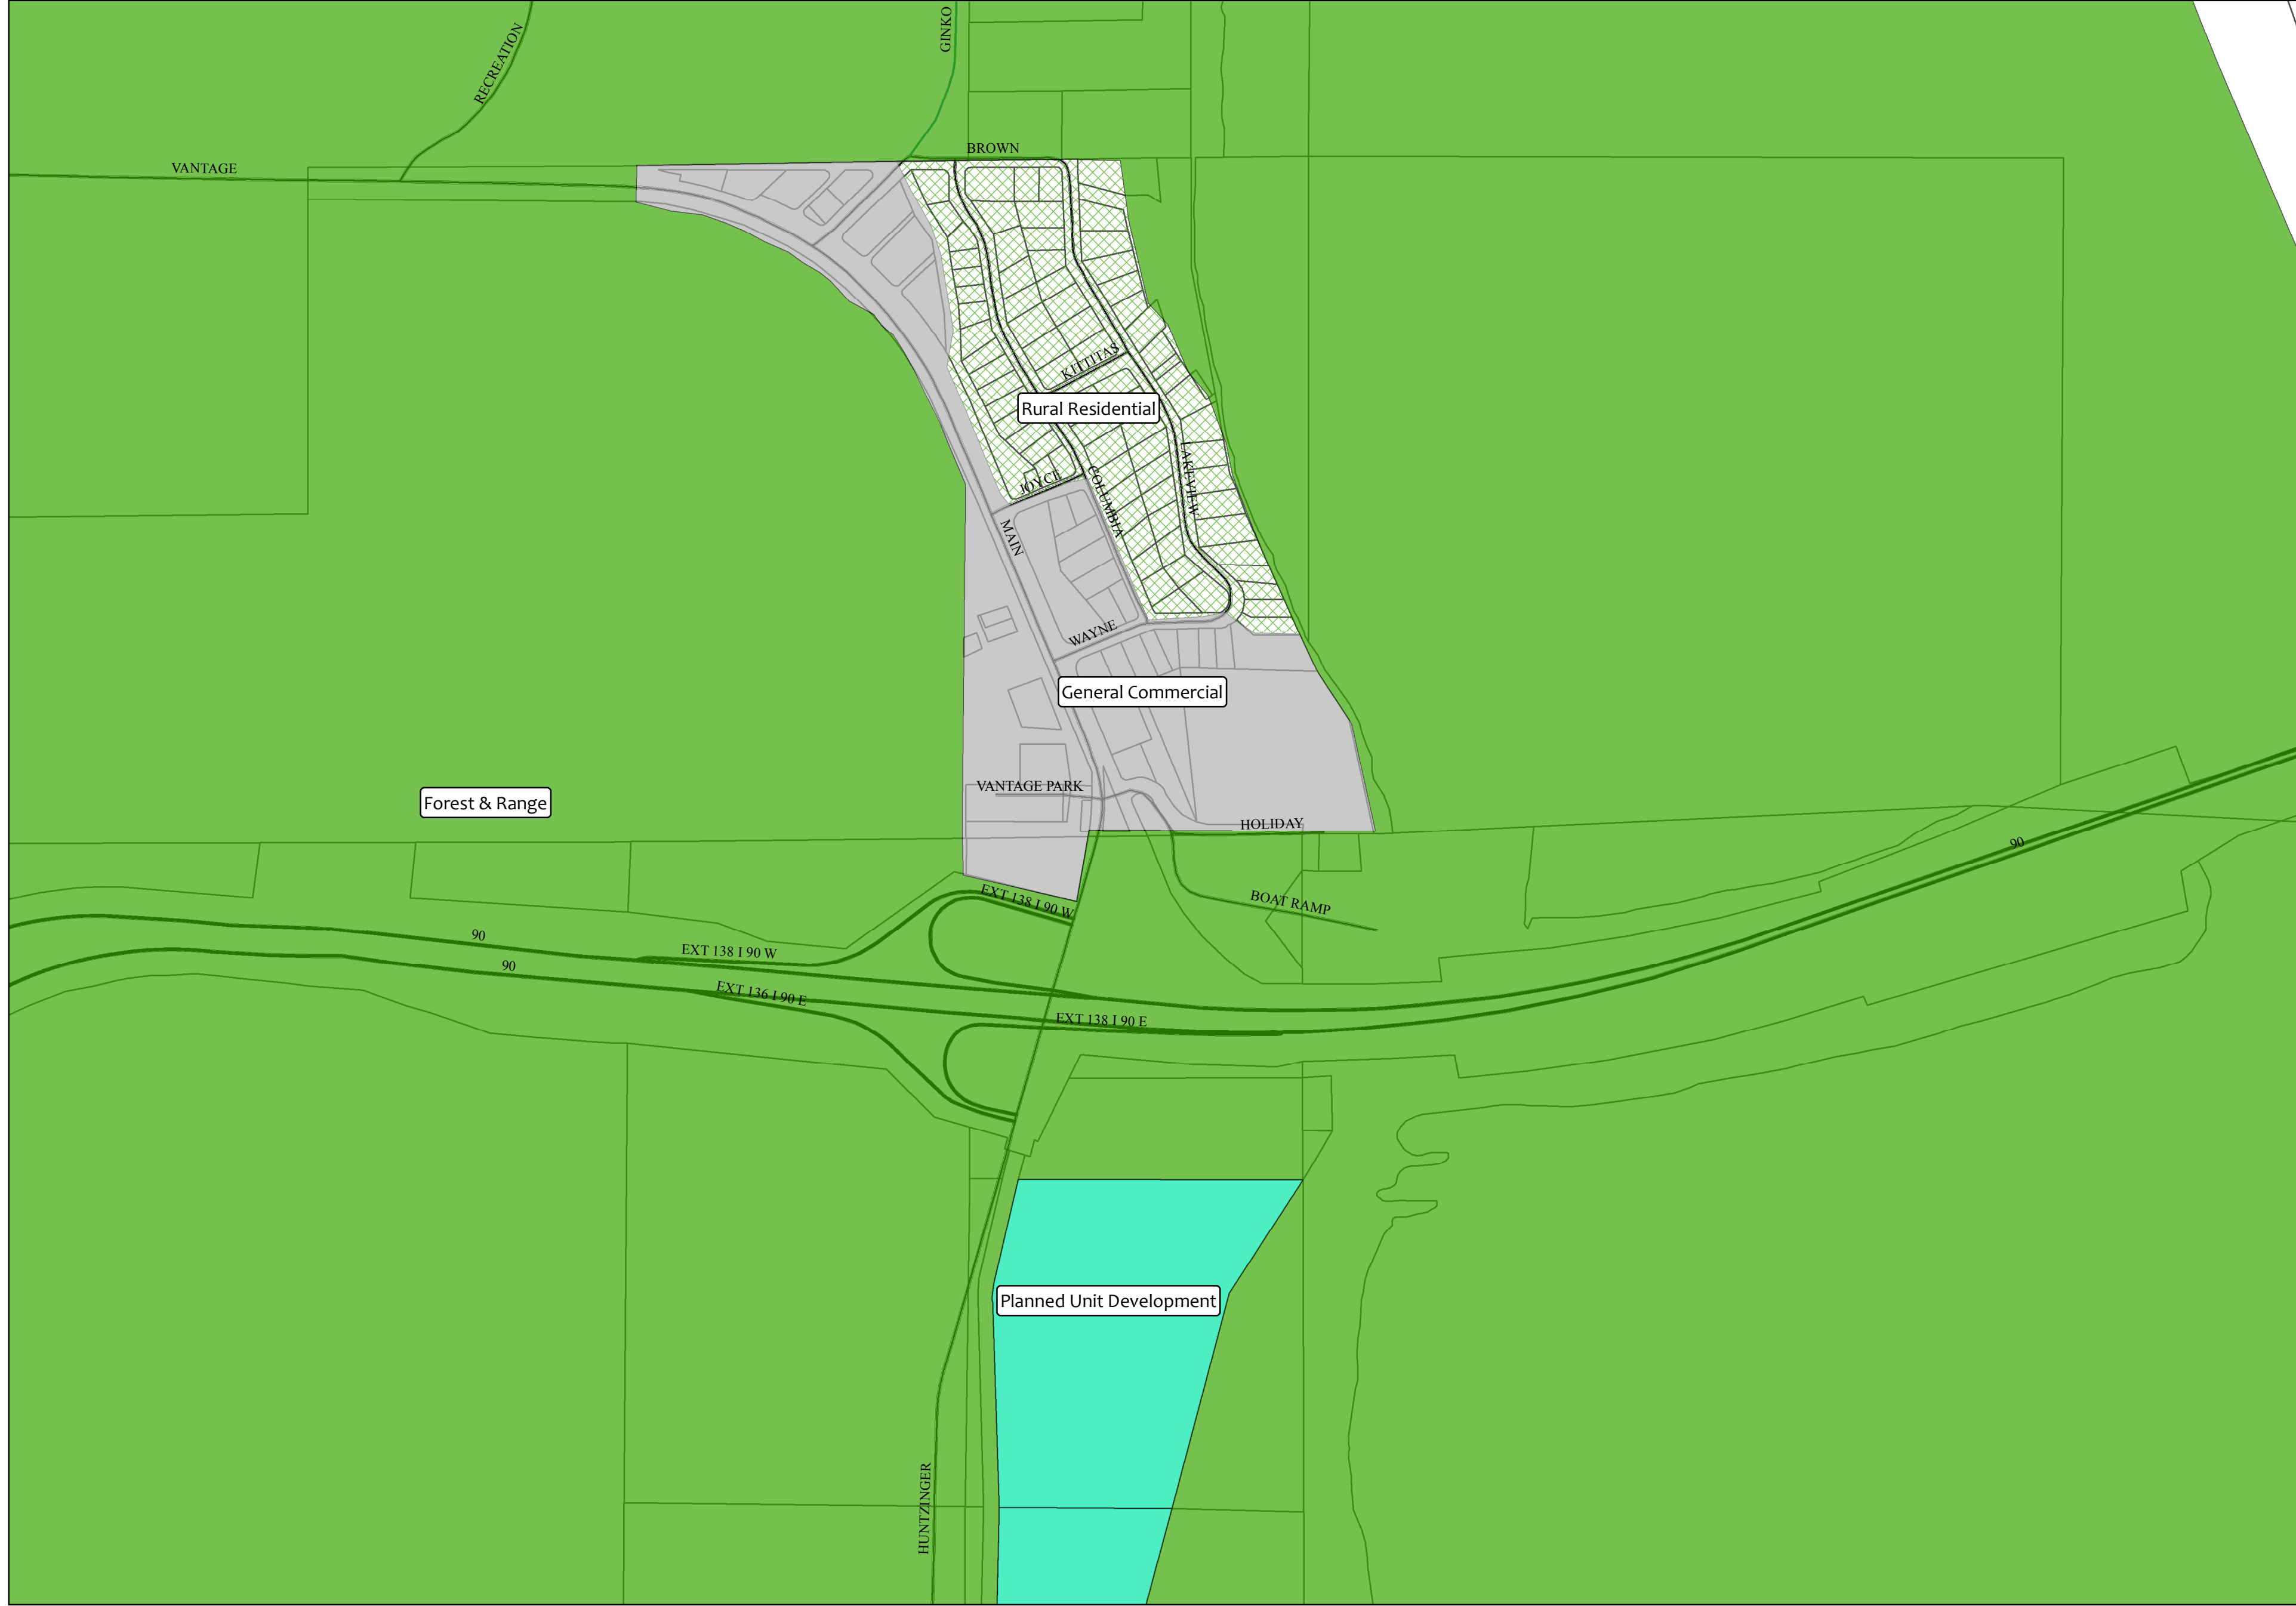 RECREATION
GINKO
BROWN
VANTAGE
KITTITAS
Rural Residential
LAKEVIEW
JOYCE
COLUMBIA
MAIN
WAYNE
General Commercial
VANTAGE PARK
Forest & Range
HOLIDAY
90
EXT 138 I 90 W
BOAT RAMP
90
EXT 138 I 90 W
90
EXT 136 I 90 E
EXT 138 I 90 E
Planned Unit Development
HUNTZINGER